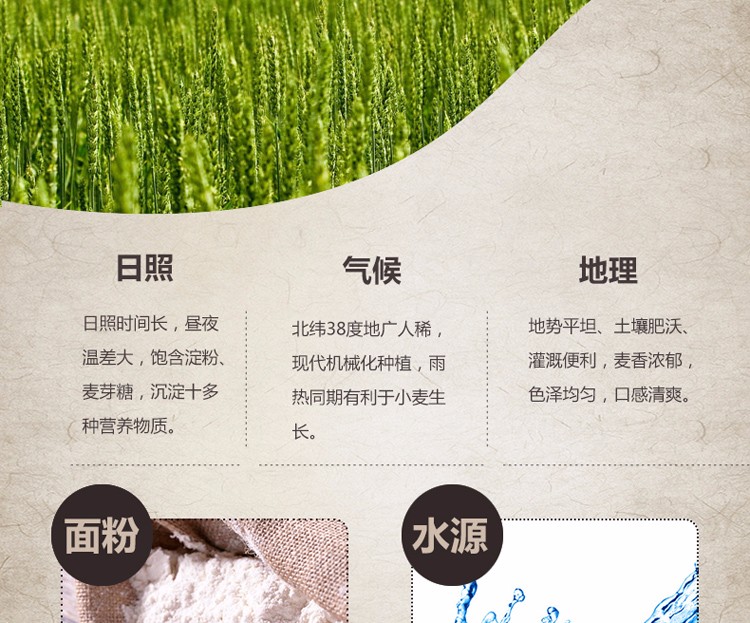 日照
日照时间长，昼夜
温差大，饱含淀粉、
麦芽糖，沉淀十多
种营养物质。
气候
北纬38度地广人稀，
现代机械化种植，雨
热同期有利于小麦生
长。
地理
地势平坦、土壤肥沃、
灌溉便利，麦香浓郁，
色泽均匀，口感清爽。
面粉
水源